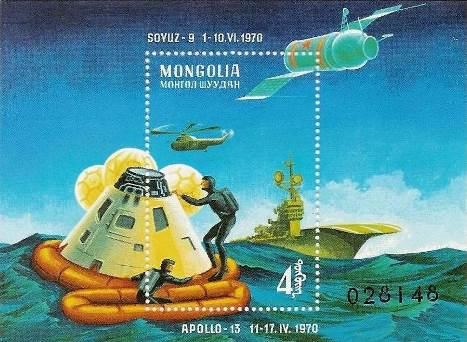 SOYUZ - 9 1-10.VI.1970
MONGOLIA
МОНГОЛ ШУУДАН
4
028148
APOLLO-13 11-17.IV.1970